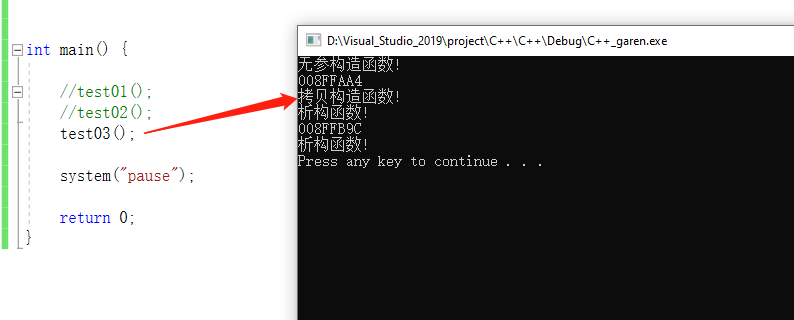 int main() {
//test01();
//test02();
test03();
system("pause");
return 0;
}
D:\Visual_Studio_2019\project\C++\C++\Debug\C++_garen.exe
无参构造函数!
008FFAA4
拷贝构造函数!
析构函数!
008FFB9C
析构函数!
Press any key to continue . . .